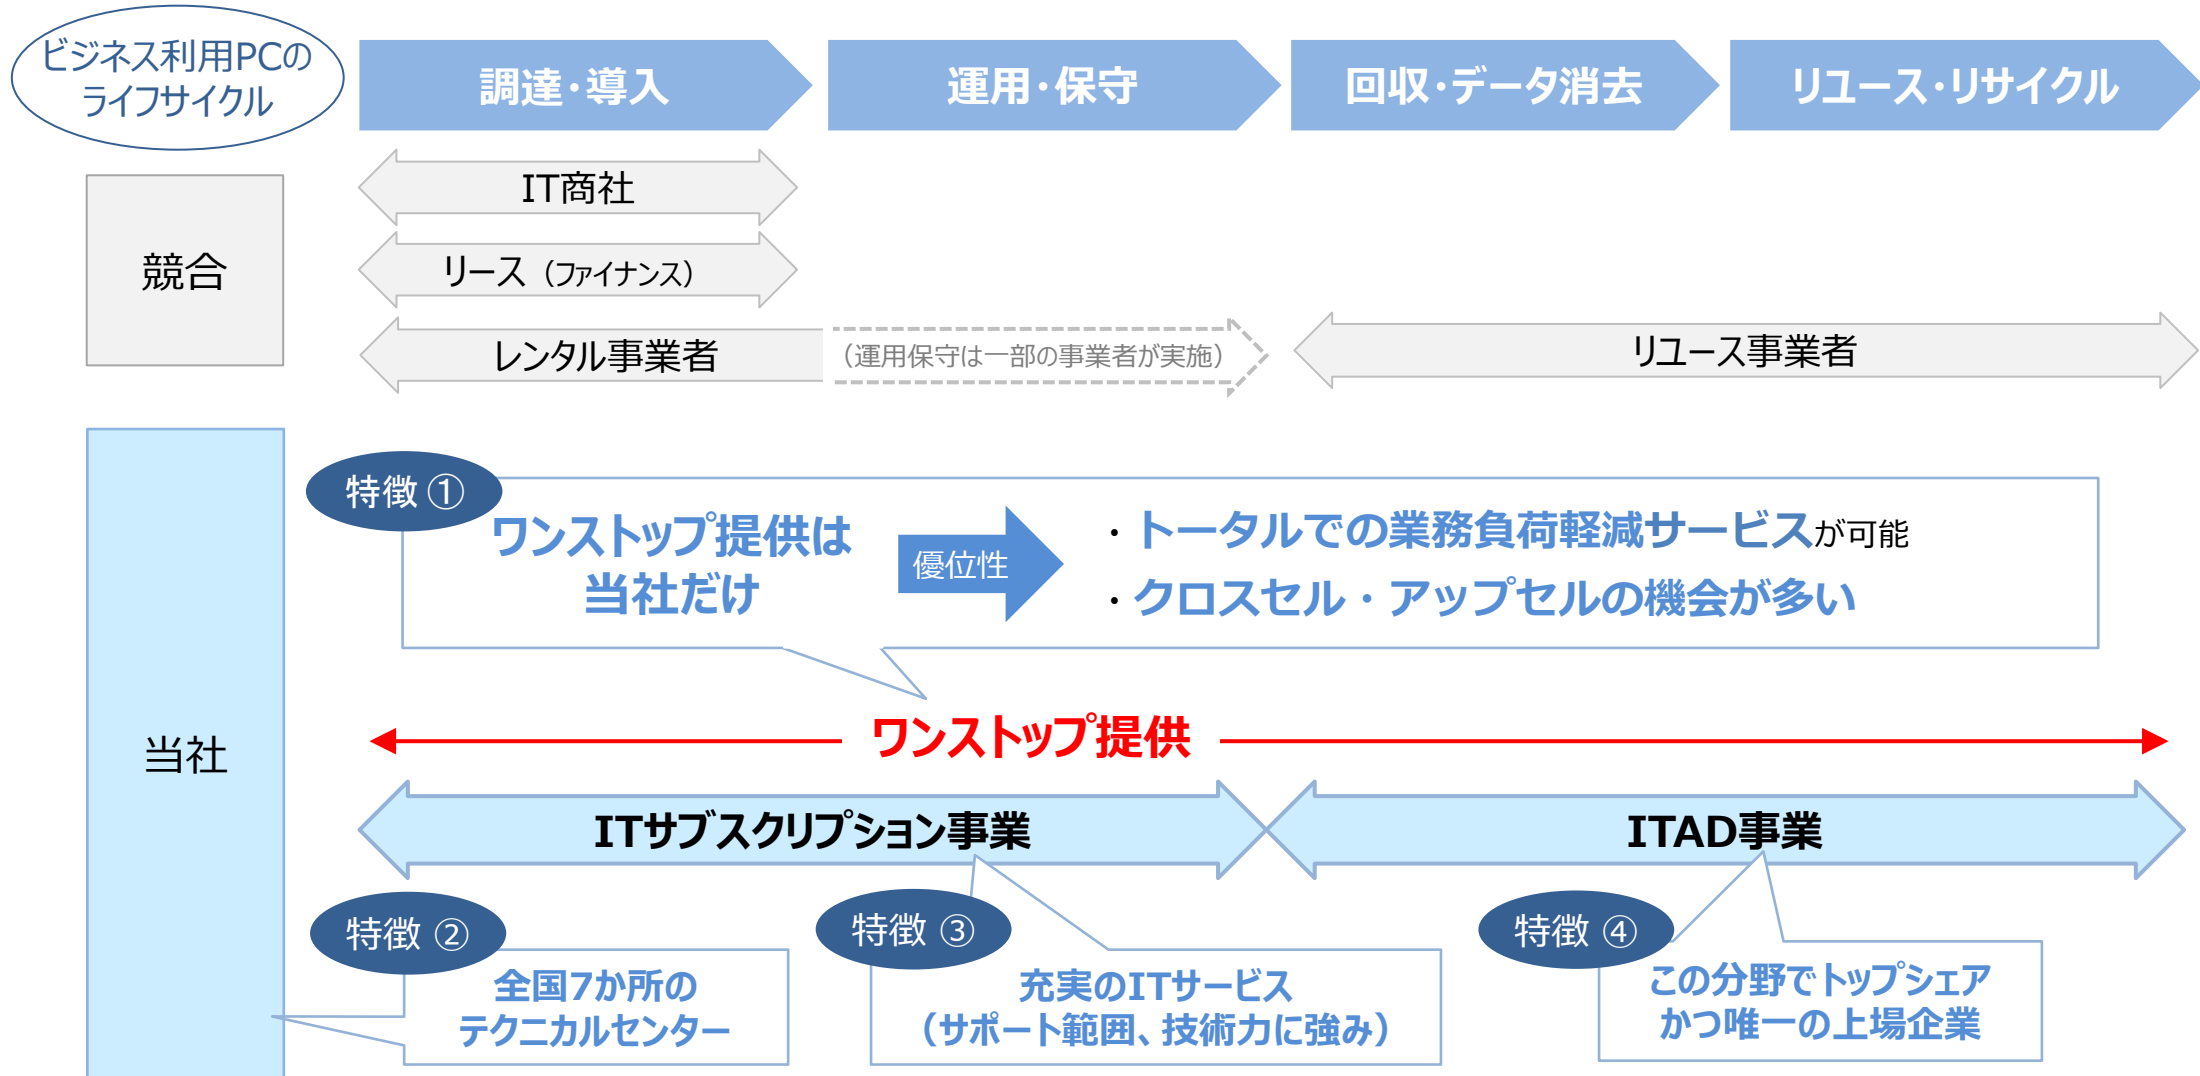 ビジネス利用PCの
ライフサイクル
調達・導入
運用・保守
回収・データ消去
リユース・リサイクル
競合
IT商社
リース（ファイナンス）
レンタル事業者
（運用保守は一部の事業者が実施）
リユース事業者
当社
特徴 ①
ワンストップ提供は
当社だけ
優位性
・トータルでの業務負荷軽減サービスが可能
・クロスセル・アップセルの機会が多い
ワンストップ提供
ITサブスクリプション事業
ITAD事業
特徴 ②
全国7か所の
テクニカルセンター
特徴 ③
充実のITサービス
（サポート範囲、技術力に強み）
特徴 ④
この分野でトップシェア
かつ唯一の上場企業